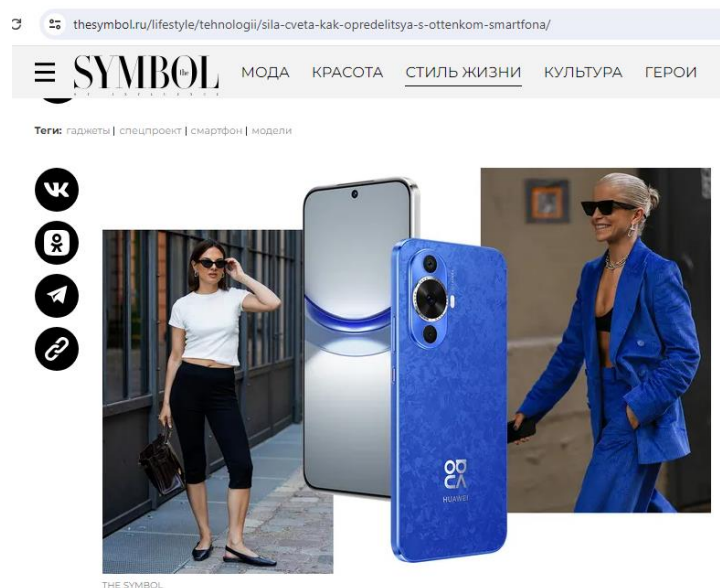 thesymbol.ru/lifestyle/tehnologii/sila-cveta-kak-opredelitsya-s-ottenkom-smartfona/
THE SYMBOL МОДА КРАСОТА СТИЛЬ ЖИЗНИ КУЛЬТУРА ГЕРОИ
Теги: гаджеты | спецпроект | смартфон | модели
HUAWEI
THE SYMBOL